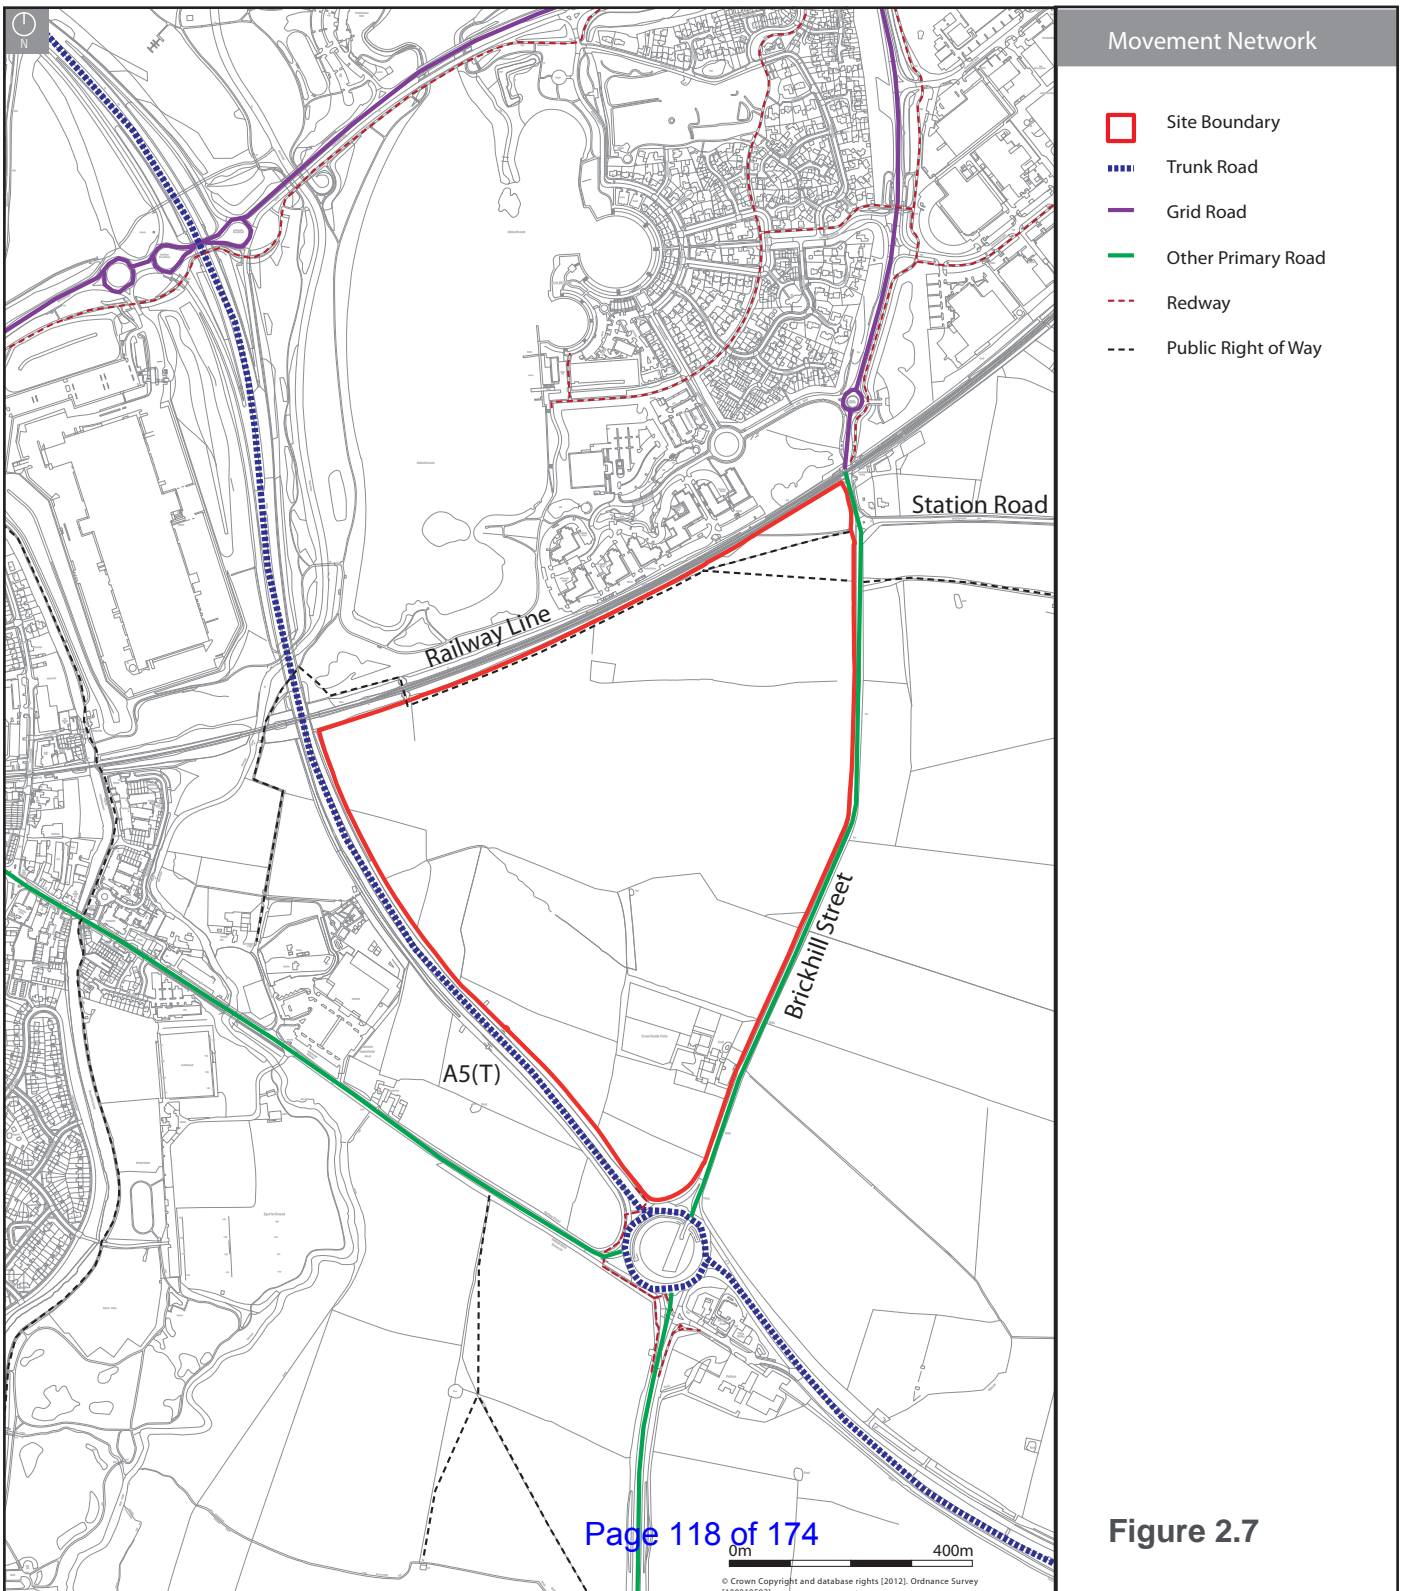 N
Movement Network
Site Boundary
Trunk Road
Grid Road
Other Primary Road
Redway
Public Right of Way
Station Road
Railway Line
Brickhill Street
A5(T)
Page 118 of 174
0m 400m
© Crown Copyright and database rights [2012]. Ordnance Survey
Figure 2.7